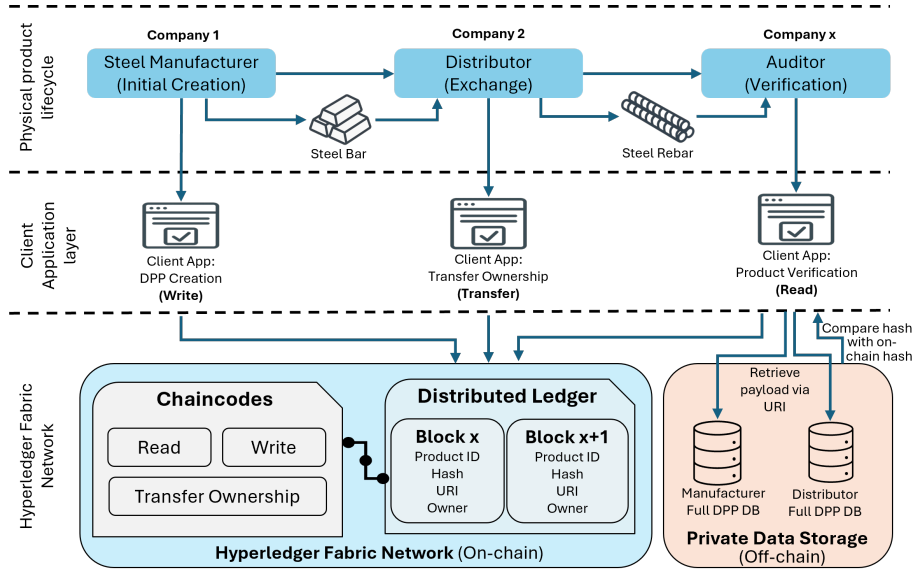 Physical product
lifecycle
Company 1
Company 2
Company x
Steel Manufacturer
(Initial Creation)
Distributor
(Exchange)
Auditor
(Verification)
Steel Bar
Steel Rebar
Client
Application
layer
Client App:
DPP Creation
(Write)
Client App:
Transfer Ownership
(Transfer)
Client App:
Product Verification
(Read)
Compare hash
with on-
chain hash
Hyperledger Fabric
Network
Chaincodes
Read
Write
Transfer Ownership
Distributed Ledger
Block x
Product ID
Hash
URI
Owner
Block x+1
Product ID
Hash
URI
Owner
Hyperledger Fabric Network (On-chain)
Retrieve
payload via
URI
Manufacturer
Full DPP DB
Distributor
Full DPP DB
Private Data Storage
(Off-chain)